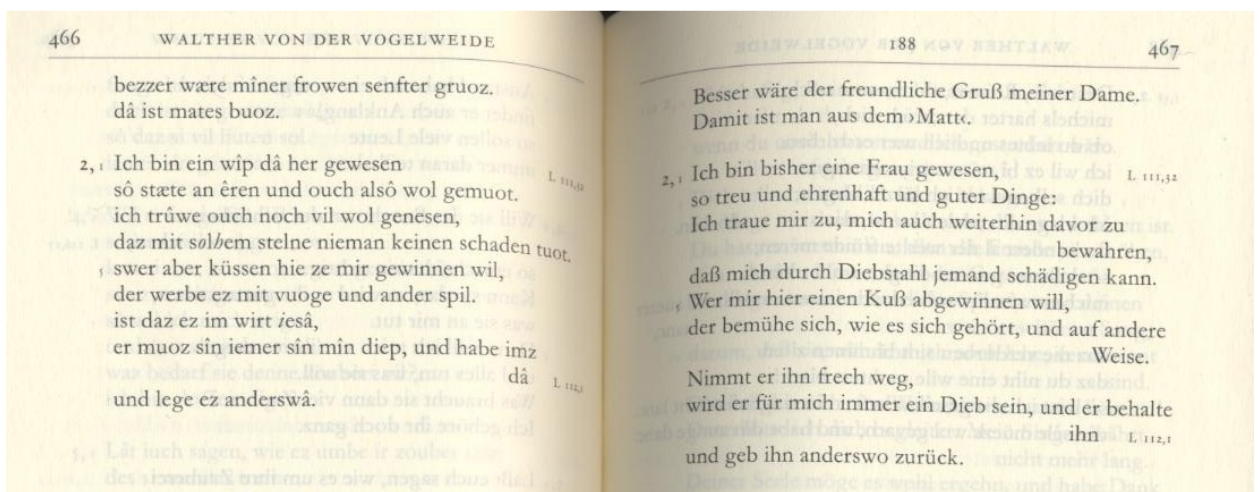 466 WALTHER VON DER VOGELWEIDE
bezzer wære mîner frowen senfter gruoz.
dâ ist mates buoz.
2, 1 Ich bin ein wîp dâ her gewesen
L 111,32
sô stæte an êren und ouch alsô wol gemuot.
ich trûwe ouch noch vil wol genesen,
daz mit solhem stelne nieman keinen schaden tuot.
5 swer aber küssen hie ze mir gewinnen wil,
der werbe ez mit vuoge und ander spil.
ist daz ez im wirt iesâ,
er muoz sîn iemer sîn mîn diep, und habe imz
dâ L 112,1
und lege ez anderswâ.
188 467
Besser wäre der freundliche Gruß meiner Dame.
Damit ist man aus dem ›Matt‹.
2, 1 Ich bin bisher eine Frau gewesen, L 111,32
so treu und ehrenhaft und guter Dinge:
Ich traue mir zu, mich auch weiterhin davor zu
bewahren,
daß mich durch Diebstahl jemand schädigen kann.
5 Wer mir hier einen Kuß abgewinnen will,
der bemühe sich, wie es sich gehört, und auf andere
Weise.
Nimmt er ihn frech weg,
wird er für mich immer ein Dieb sein, und er behalte
ihn L 112,1
und geb ihn anderswo zurück.